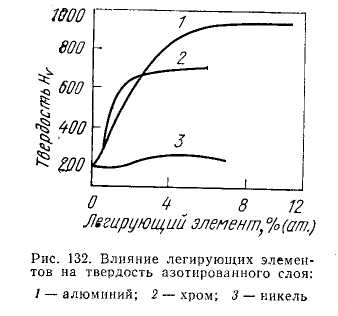 1000
1
800
2
600
400
3
200
Твердость Hv
0 4 8 12
Легирующий элемент, % (ат.)
Рис. 132. Влияние легирующих элемен-
тов на твердость азотированного слоя:
1 — алюминий; 2 — хром; 3 — никель